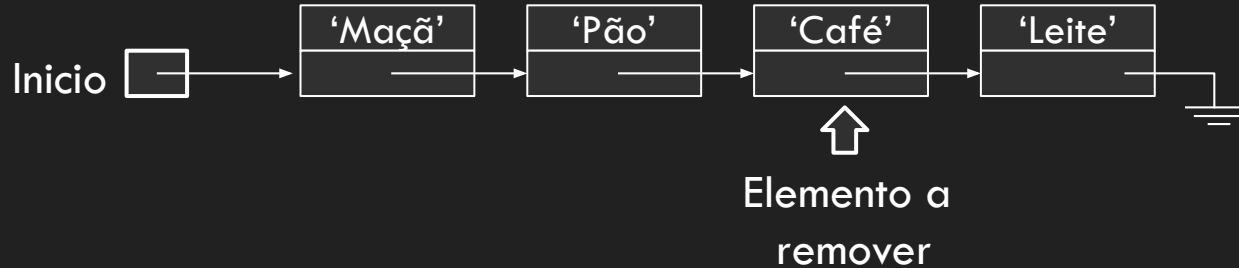 ‘Maçã’
‘Pão’
‘Café’
‘Leite’
Inicio
Elemento a
remover